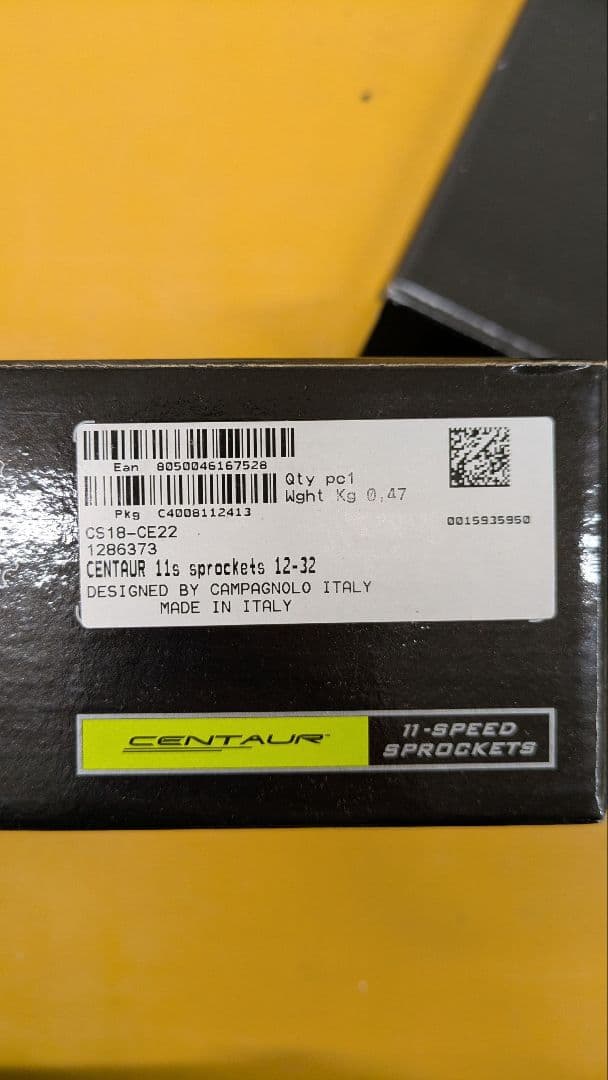 Ean 8050046167528
Qty pc1
Wght Kg 0,47
Pkg C4008112413
0015935950
CS18-CE22
1286373
CENTAUR 11s sprockets 12-32
DESIGNED BY CAMPAGNOLO ITALY
MADE IN ITALY
CENTAUR™
11-SPEED
SPROCKETS